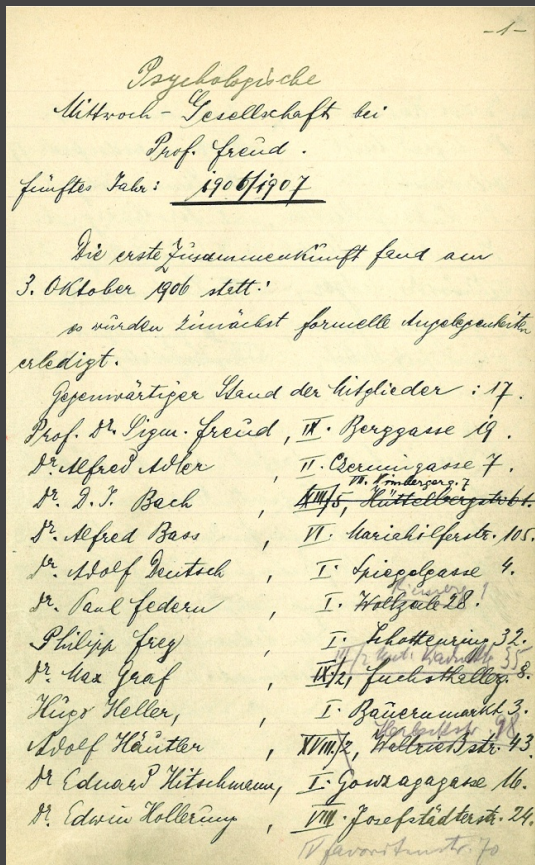 -1-
Psychologische
Mittwoch - Gesellschaft bei
Prof. Freud.
fünftes Jahr: 1906/1907
Die erste Zusammenkunft fand am
3. Oktober 1906 statt:
es wurden zunächst formelle Angelegenheiten
erledigt.
Gegenwärtiger Stand der Mitglieder : 17.
Prof. Dr. Sigm. Freud, IX. Berggasse 19.
Dr. Alfred Adler, II. Czerningasse 7.
Dr. D. J. Bach, XIII/5, Hüttelbergstr. 61.
Dr. Alfred Bass, VI. Mariahilferstr. 105.
Dr. Adolf Deutsch, I. Spiegelgasse 4.
Dr. Paul Federn, I. Wollzeile 28.
Philipp Frey, I. Schottenring 32.
Dr. Max Graf, IX/2, Fuchsthallerg. 8.
Hugo Heller, I. Bauernmarkt 3.
Adolf Häutler, XVIII/2, 43.
Dr. Eduard Hitschmann, I. Gonzagagasse 16.
Dr. Edwin Hollerung, VIII. Josefstädterstr. 24.
IV Favoritenstr. 70